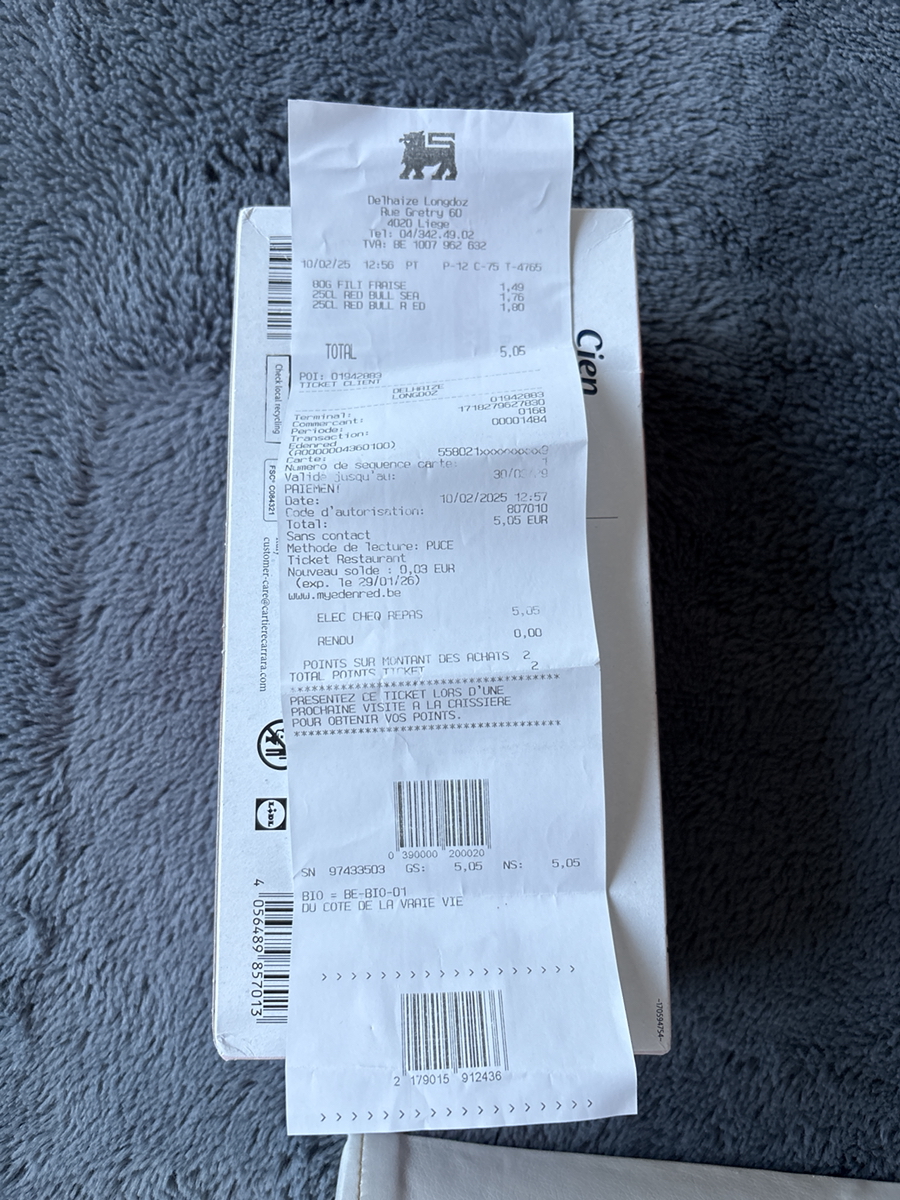 Delhaize Longdoz
Rue Gretry 60
4020 Liege
Tel: 04/342.49.02
TVA: BE 1007 962 632
10/02/25 12:56 PT P-12 C-75 T-4765
80G FILI FRAISE 1,49
25CL RED BULL SEA 1,76
25CL RED BULL R ED 1,80
TOTAL 5,05
POI: 01942883
TICKET CLIENT
DELHAIZE
LONGDOZ
Terminal: 01942883
Commercant: 1718279627830
Periode: 0168
Transaction: 00001484
Edenred
(A0000004360100)
Carte:
Numero de sequence carte:
Valide jusqu'au:
PAIEMENT
Date: 10/02/2025 12:57
Code d'autorisation: 807010
Total: 5,05 EUR
Sans contact
Methode de lecture: PUCE
Ticket Restaurant
Nouveau solde : 0,03 EUR
(exp. le 29/01/26)
www.myedenred.be
ELEC CHEQ REPAS 5,05
RENDU 0,00
POINTS SUR MONTANT DES ACHATS 2
TOTAL POINTS TICKET 2
******************************
PRESENTEZ CE TICKET LORS D'UNE
PROCHAINE VISITE A LA CAISSIERE
POUR OBTENIR VOS POINTS.
******************************
0 390000 200020
SN 97433503 GS: 5,05 NS: 5,05
BIO = BE-BIO-01
DU COTE DE LA VRAIE VIE
> > > > > > > > > > > > > > > > >
2 179015 912436
> > > > > > > > > > > > > > > > > >
Cien
Check local recycling
FSC® C084321
customer-care@cartierecarrara.com
LIDL
4 056489 857013